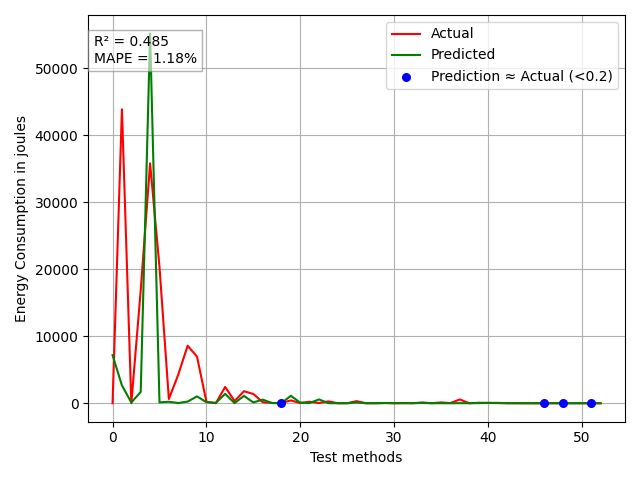 R² = 0.485
MAPE = 1.18%
Actual
Predicted
Prediction ≈ Actual (<0.2)
Energy Consumption in joules
50000
40000
30000
20000
10000
0
0 10 20 30 40 50
Test methods